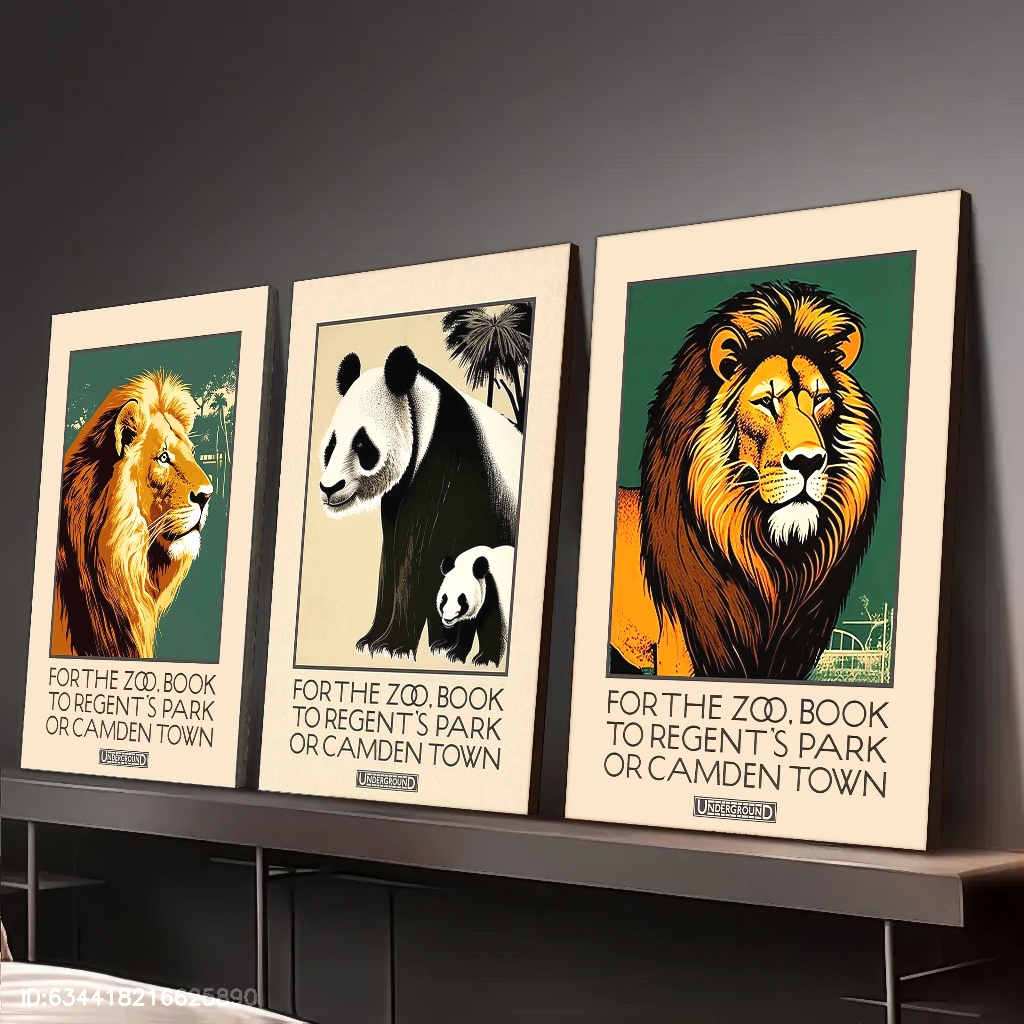 FOR THE ZOO, BOOK
TO REGENT'S PARK
OR CAMDEN TOWN
UNDERGROUND
FOR THE ZOO, BOOK
TO REGENT'S PARK
OR CAMDEN TOWN
UNDERGROUND
FOR THE ZOO, BOOK
TO REGENT'S PARK
OR CAMDEN TOWN
UNDERGROUND